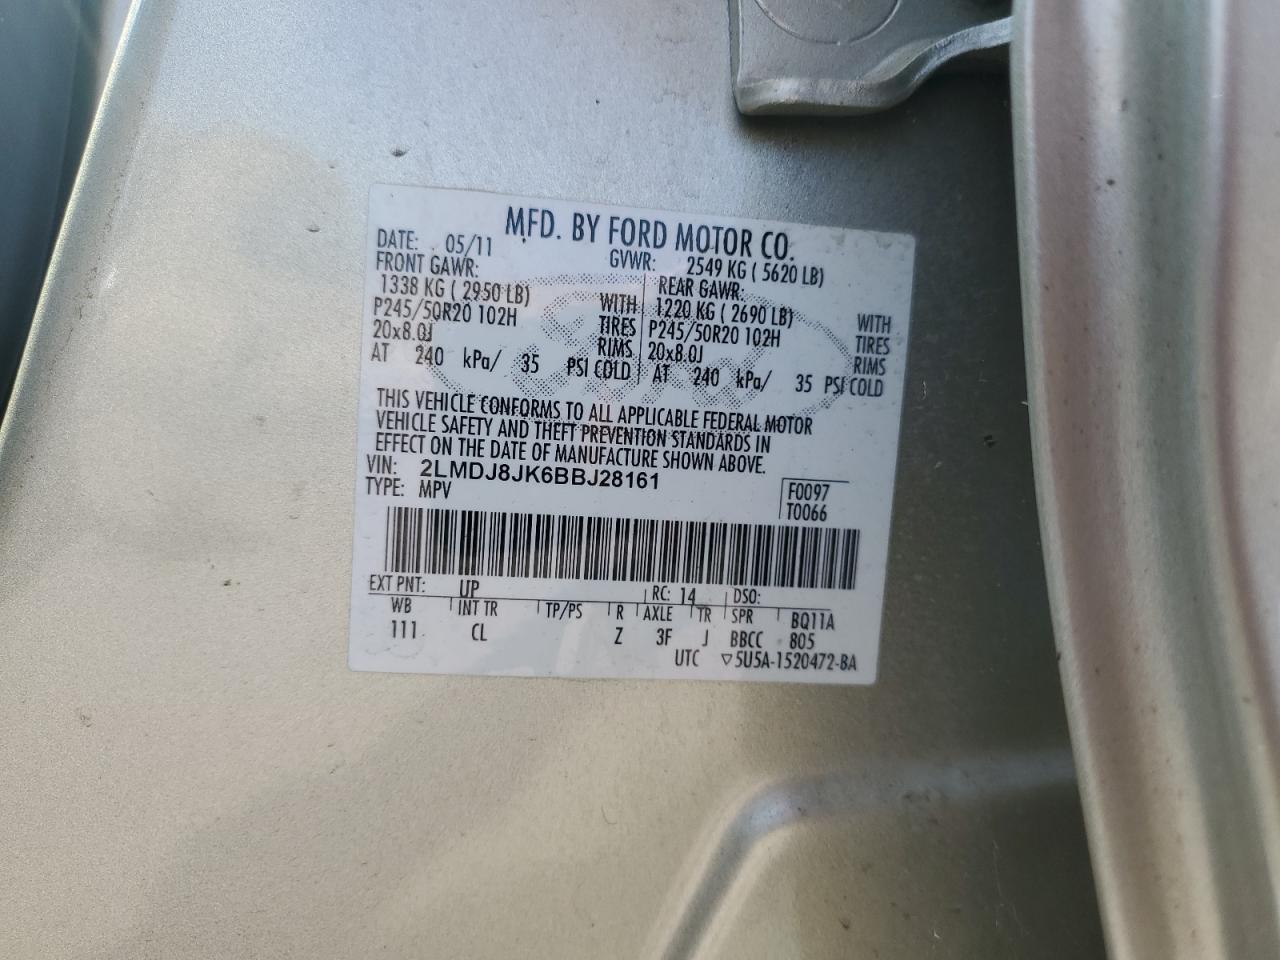 MFD. BY FORD MOTOR CO.
DATE: 05/11 GVWR: 2549 KG ( 5620 LB)
FRONT GAWR: REAR GAWR:
1338 KG ( 2950 LB) WITH 1220 KG ( 2690 LB) WITH
P245/50R20 102H TIRES P245/50R20 102H TIRES
20x8.0J RIMS 20x8.0J RIMS
AT 240 kPa/ 35 PSI COLD AT 240 kPa/ 35 PSI COLD
THIS VEHICLE CONFORMS TO ALL APPLICABLE FEDERAL MOTOR
VEHICLE SAFETY AND THEFT PREVENTION STANDARDS IN
EFFECT ON THE DATE OF MANUFACTURE SHOWN ABOVE.
VIN: 2LMDJ8JK6BBJ28161 F0097
TYPE: MPV T0066
EXT PNT: UP RC: 14 DSO:
WB INT TR TP/PS R AXLE TR SPR BQ11A
111 CL Z 3F J BBCC 805
UTC ▽5U5A-1520472-BA